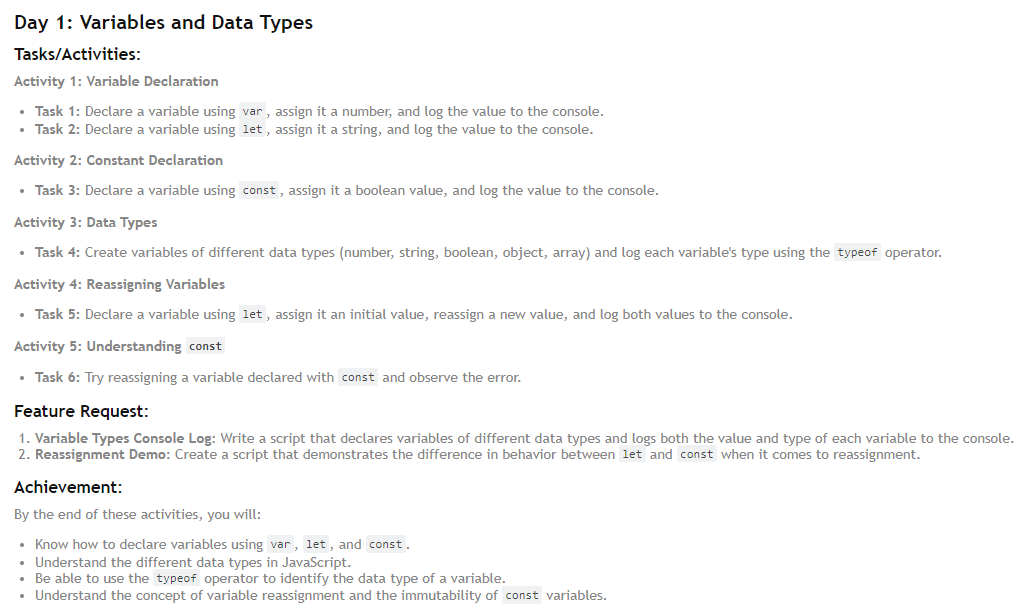 Day 1: Variables and Data Types
Tasks/Activities:
Activity 1: Variable Declaration
• Task 1: Declare a variable using var, assign it a number, and log the value to the console.
• Task 2: Declare a variable using let, assign it a string, and log the value to the console.
Activity 2: Constant Declaration
• Task 3: Declare a variable using const, assign it a boolean value, and log the value to the console.
Activity 3: Data Types
• Task 4: Create variables of different data types (number, string, boolean, object, array) and log each variable's type using the typeof operator.
Activity 4: Reassigning Variables
• Task 5: Declare a variable using let, assign it an initial value, reassign a new value, and log both values to the console.
Activity 5: Understanding const
• Task 6: Try reassigning a variable declared with const and observe the error.
Feature Request:
1. Variable Types Console Log: Write a script that declares variables of different data types and logs both the value and type of each variable to the console.
2. Reassignment Demo: Create a script that demonstrates the difference in behavior between let and const when it comes to reassignment.
Achievement:
By the end of these activities, you will:
• Know how to declare variables using var, let, and const.
• Understand the different data types in JavaScript.
• Be able to use the typeof operator to identify the data type of a variable.
• Understand the concept of variable reassignment and the immutability of const variables.